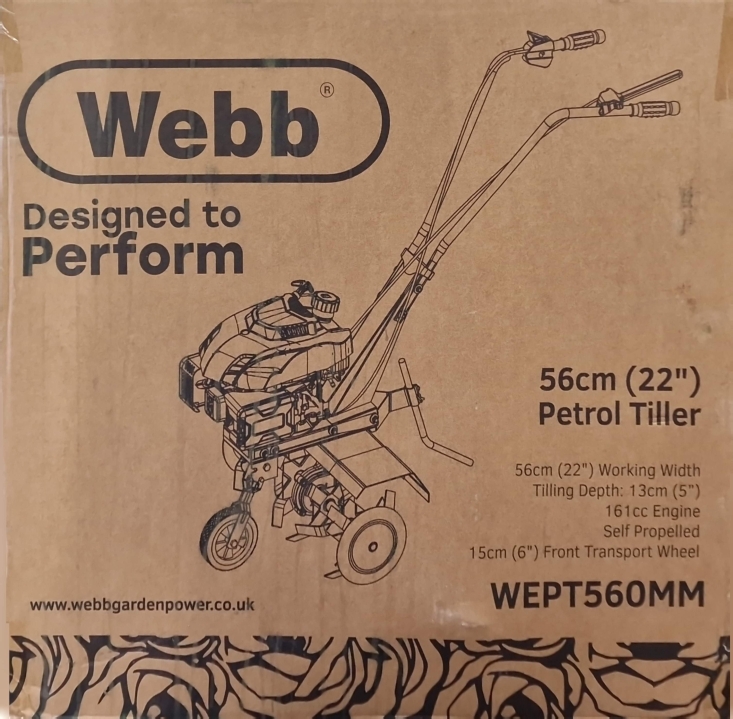 Webb®
Designed to
Perform
56cm (22")
Petrol Tiller
56cm (22") Working Width
Tilling Depth: 13cm (5")
161cc Engine
Self Propelled
15cm (6") Front Transport Wheel
WEPT560MM
www.webbgardenpower.co.uk